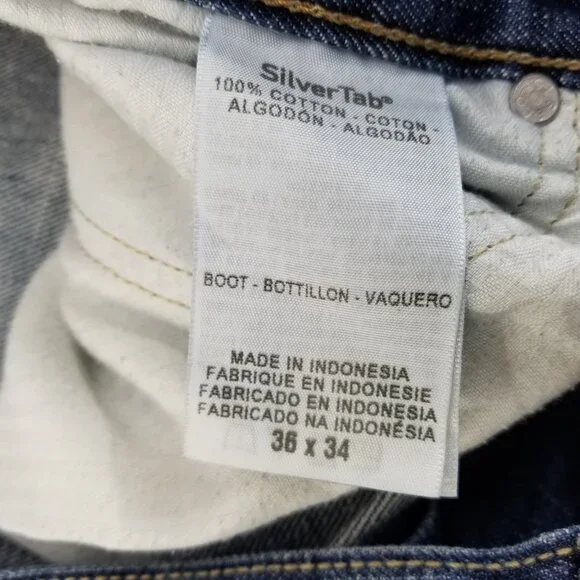 SilverTab®
100% COTTON - COTON -
ALGODÓN - ALGODÃO
BOOT - BOTTILLON - VAQUERO
MADE IN INDONESIA
FABRIQUE EN INDONESIE
FABRICADO EN INDONESIA
FABRICADO NA INDONÉSIA
36 x 34